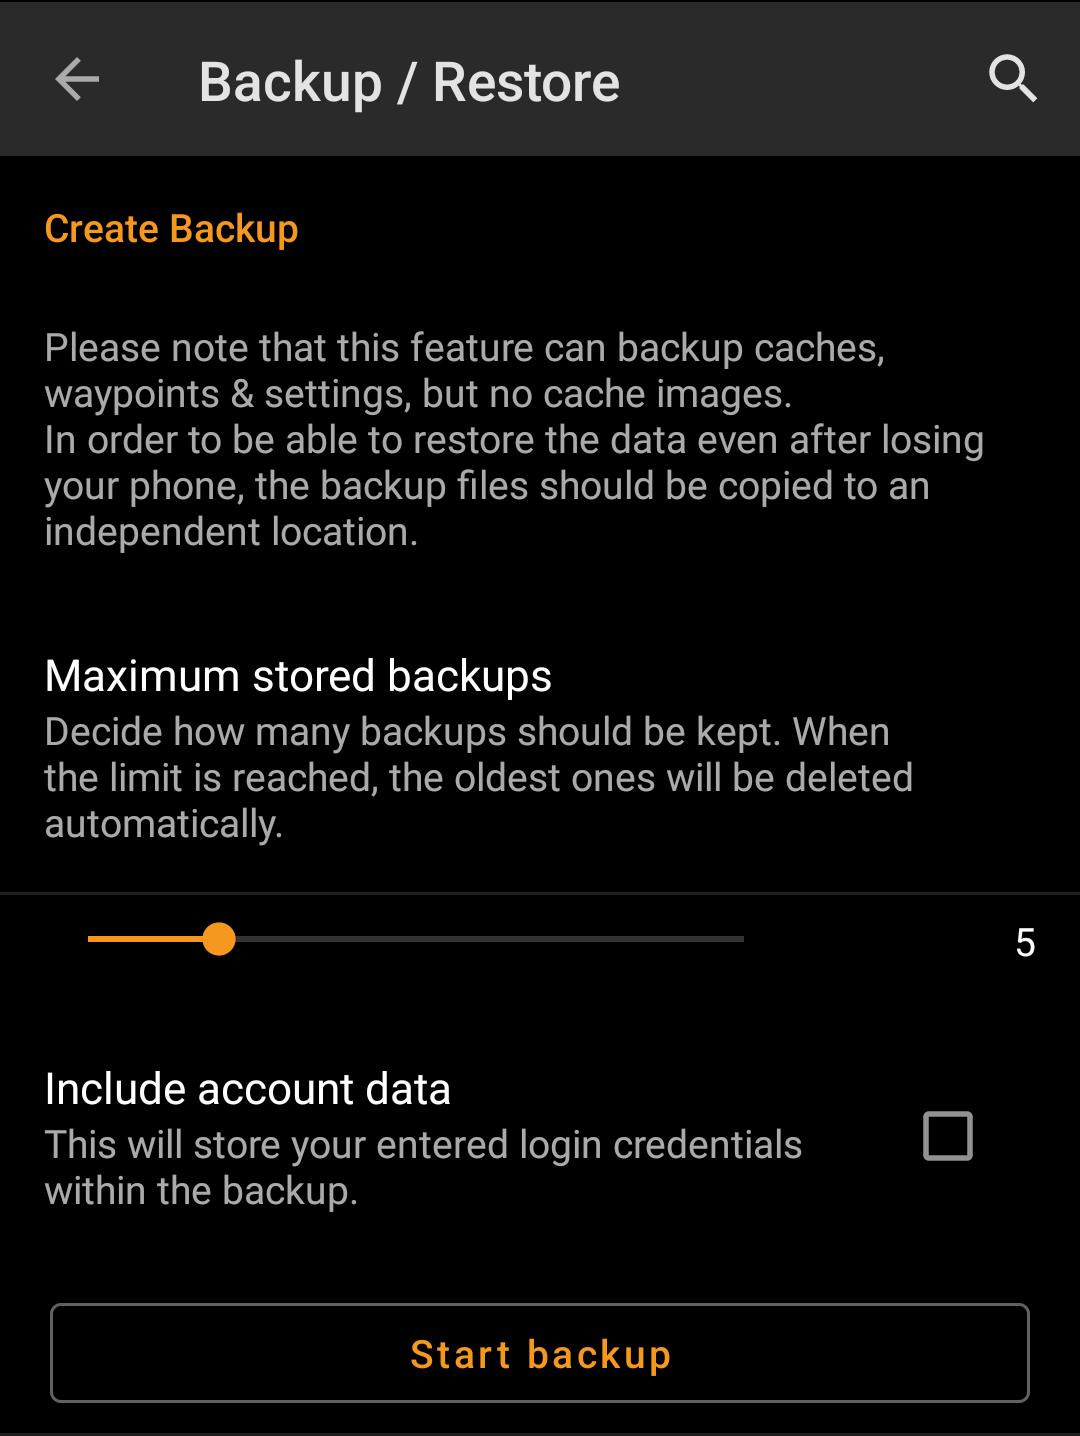 Backup / Restore
Create Backup
Please note that this feature can backup caches,
waypoints & settings, but no cache images.
In order to be able to restore the data even after losing
your phone, the backup files should be copied to an
independent location.
Maximum stored backups
Decide how many backups should be kept. When
the limit is reached, the oldest ones will be deleted
automatically.
5
Include account data
This will store your entered login credentials
within the backup.
Start backup